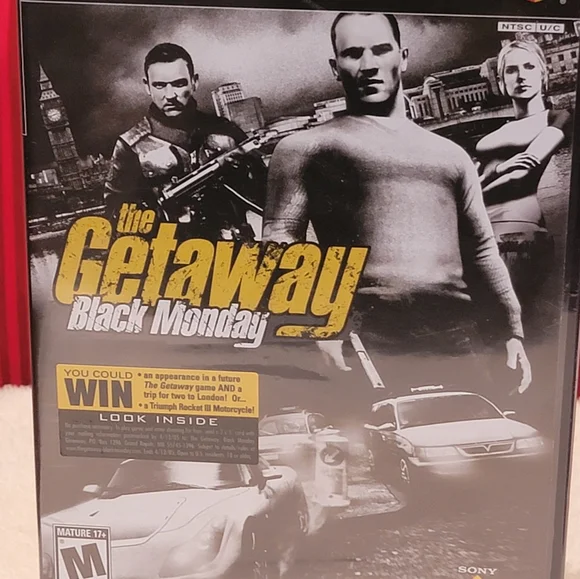 NTSC U/C
the
Getaway
Black Monday
YOU COULD
WIN
• an appearance in a future
The Getaway game AND a
trip for two to London! Or...
• a Triumph Rocket III Motorcycle!
LOOK INSIDE
MATURE 17+
M
SONY